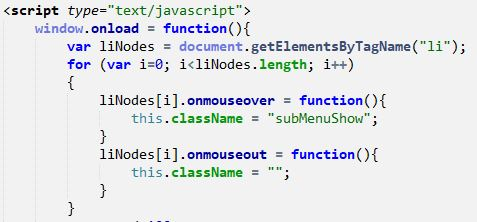 <script type="text/javascript">
window.onload = function(){
var liNodes = document.getElementsByTagName("li");
for (var i=0; i<liNodes.length; i++)
{
liNodes[i].onmouseover = function(){
this.className = "subMenuShow";
}
liNodes[i].onmouseout = function(){
this.className = "";
}
}